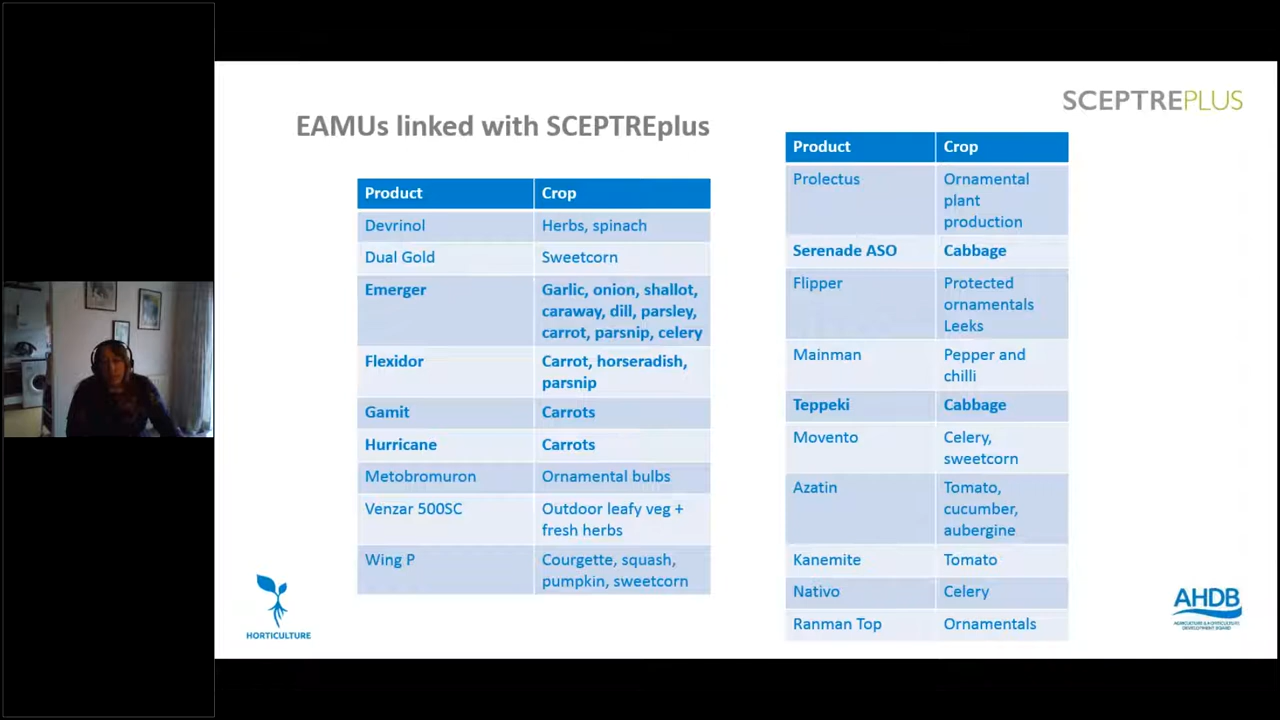 SCEPTREPLUS
EAMUs linked with SCEPTREplus
Product Crop
Devrinol Herbs, spinach
Dual Gold Sweetcorn
Emerger Garlic, onion, shallot,
caraway, dill, parsley,
carrot, parsnip, celery
Flexidor Carrot, horseradish,
parsnip
Gamit Carrots
Hurricane Carrots
Metobromuron Ornamental bulbs
Venzar 500SC Outdoor leafy veg +
fresh herbs
Wing P Courgette, squash,
pumpkin, sweetcorn
Product Crop
Prolectus Ornamental
plant
production
Serenade ASO Cabbage
Flipper Protected
ornamentals
Leeks
Mainman Pepper and
chilli
Teppeki Cabbage
Movento Celery,
sweetcorn
Azatin Tomato,
cucumber,
aubergine
Kanemite Tomato
Nativo Celery
Ranman Top Ornamentals
HORTICULTURE
AHDB
AGRICULTURE & HORTICULTURE
DEVELOPMENT BOARD